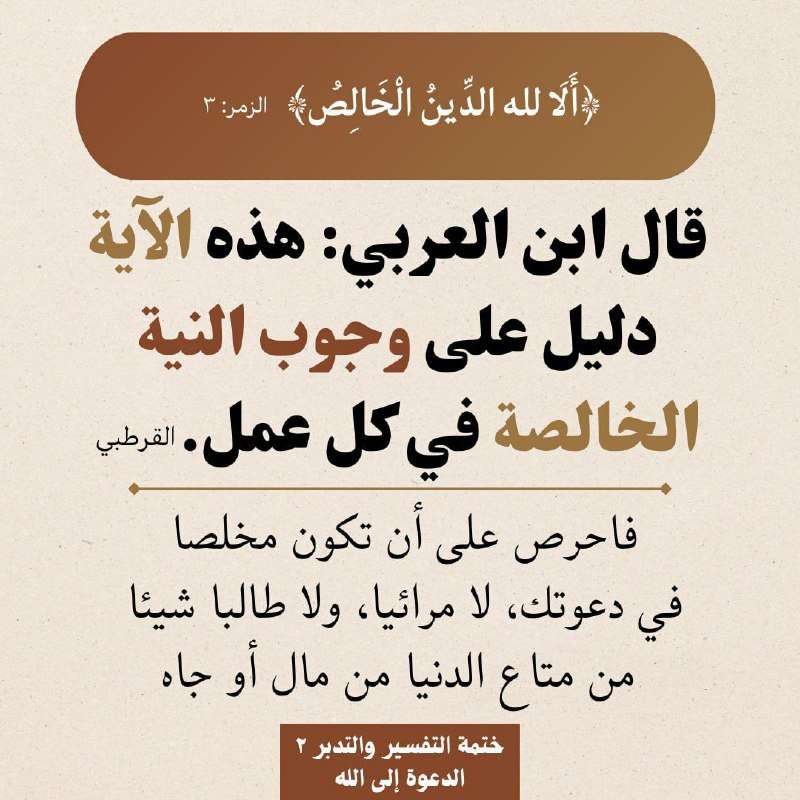 ﴿أَلَا لله الدِّينُ الْخَالِصُ﴾ الزمر: ٣
قال ابن العربي: هذه الآية
دليل على وجوب النية
الخالصة في كل عمل. القرطبي
فاحرص على أن تكون مخلصا
في دعوتك، لا مرائيا، ولا طالبا شيئا
من متاع الدنيا من مال أو جاه
ختمة التفسير والتدبر ٢
الدعوة إلى الله